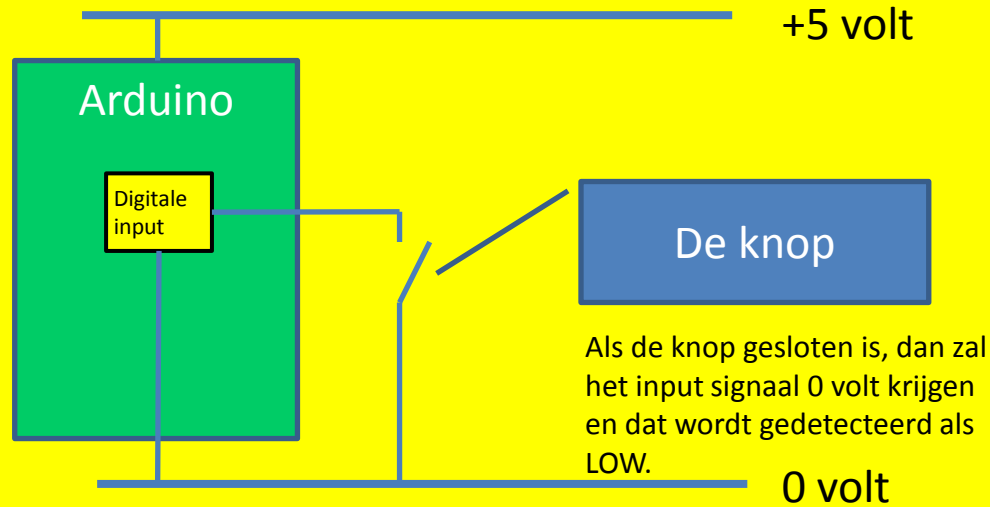 +5 volt
Arduino
Digitale
input
De knop
Als de knop gesloten is, dan zal
het input signaal 0 volt krijgen
en dat wordt gedetecteerd als
LOW.
0 volt